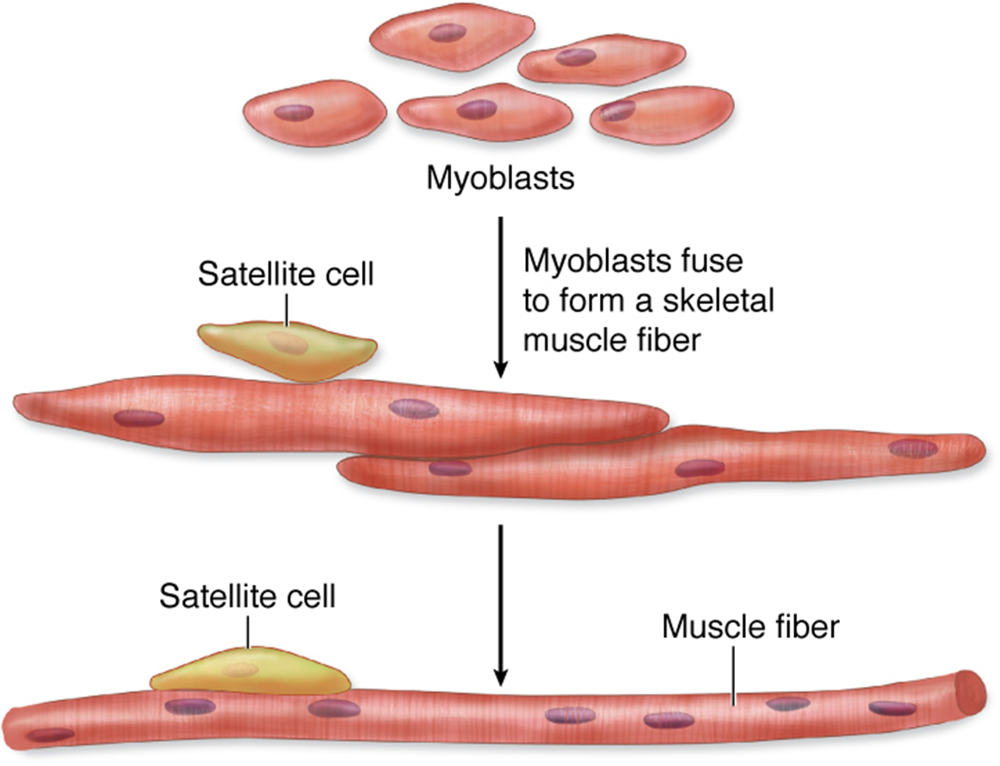 Myoblasts
Satellite cell
Myoblasts fuse
to form a skeletal
muscle fiber
Satellite cell
Muscle fiber